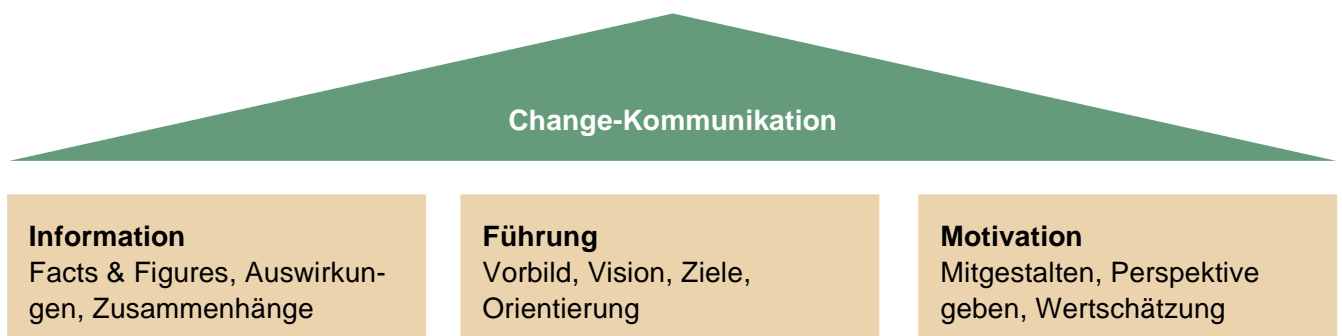 Change-Kommunikation
Information
Facts & Figures, Auswirkun-
gen, Zusammenhänge
Führung
Vorbild, Vision, Ziele,
Orientierung
Motivation
Mitgestalten, Perspektive
geben, Wertschätzung